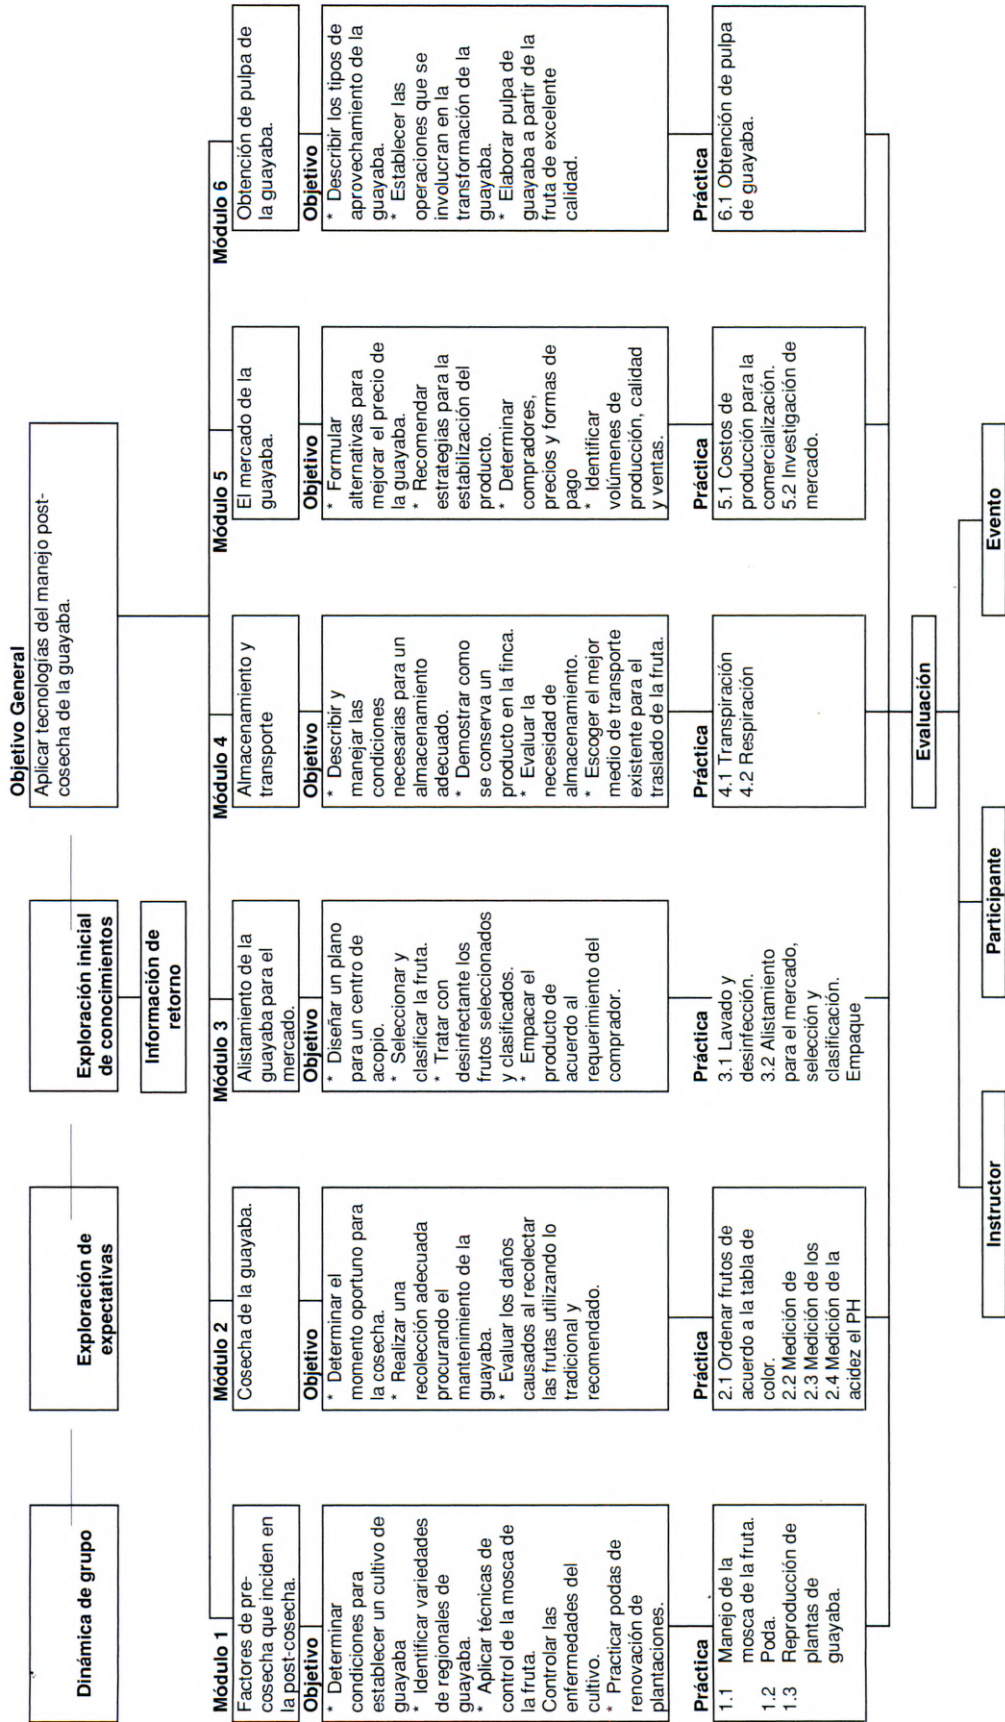 Dinámica de grupo
Exploración de
expectativas
Exploración inicial
de conocimientos
Información de
retorno
Objetivo General
Aplicar tecnologías del manejo post-
cosecha de la guayaba.
Módulo 1
Factores de pre-
cosecha que inciden en
la post-cosecha.
Objetivo
* Determinar
condiciones para
establecer un cultivo de
guayaba
* Identificar variedades
de regionales de
guayaba.
* Aplicar técnicas de
control de la mosca de
la fruta.
Controlar las
enfermedades del
cultivo.
* Practicar podas de
renovación de
plantaciones.
Práctica
1.1 Manejo de la
mosca de la fruta.
1.2 Poda.
1.3 Reproducción de
plantas de
guayaba.
Módulo 2
Cosecha de la guayaba.
Objetivo
* Determinar el
momento oportuno para
la cosecha.
* Realizar una
recolección adecuada
procurando el
mantenimiento de la
guayaba.
* Evaluar los daños
causados al recolectar
las frutas utilizando lo
tradicional y
recomendado.
Práctica
2.1 Ordenar frutos de
acuerdo a la tabla de
color.
2.2 Medición de
2.3 Medición de los
2.4 Medición de la
acidez el PH
Módulo 3
Alistamiento de la
guayaba para el
mercado.
Objetivo
* Diseñar un plano
para un centro de
acopio.
* Seleccionar y
clasificar la fruta.
* Tratar con
desinfectante los
frutos seleccionados
y clasificados.
* Empacar el
producto de
acuerdo al
requerimiento del
comprador.
Práctica
3.1 Lavado y
desinfección.
3.2 Alistamiento
para el mercado,
selección y
clasificación.
Empaque
Módulo 4
Almacenamiento y
transporte
Objetivo
* Describir y
manejar las
condiciones
necesarias para un
almacenamiento
adecuado.
* Demostrar como
se conserva un
producto en la finca.
* Evaluar la
necesidad de
almacenamiento.
* Escoger el mejor
medio de transporte
existente para el
traslado de la fruta.
Práctica
4.1 Transpiración
4.2 Respiración
Módulo 5
El mercado de la
guayaba.
Objetivo
* Formular
alternativas para
mejorar el precio de
la guayaba.
* Recomendar
estrategias para la
estabilización del
producto.
* Determinar
compradores,
precios y formas de
pago
* Identificar
volúmenes de
producción, calidad
y ventas.
Práctica
5.1 Costos de
producción para la
comercialización.
5.2 Investigación de
mercado.
Módulo 6
Obtención de pulpa de
la guayaba.
Objetivo
* Describir los tipos de
aprovechamiento de la
guayaba.
* Establecer las
operaciones que se
involucran en la
transformación de la
guayaba.
* Elaborar pulpa de
guayaba a partir de la
fruta de excelente
calidad.
Práctica
6.1 Obtención de pulpa
de guayaba.
Evaluación
Instructor
Participante
Evento